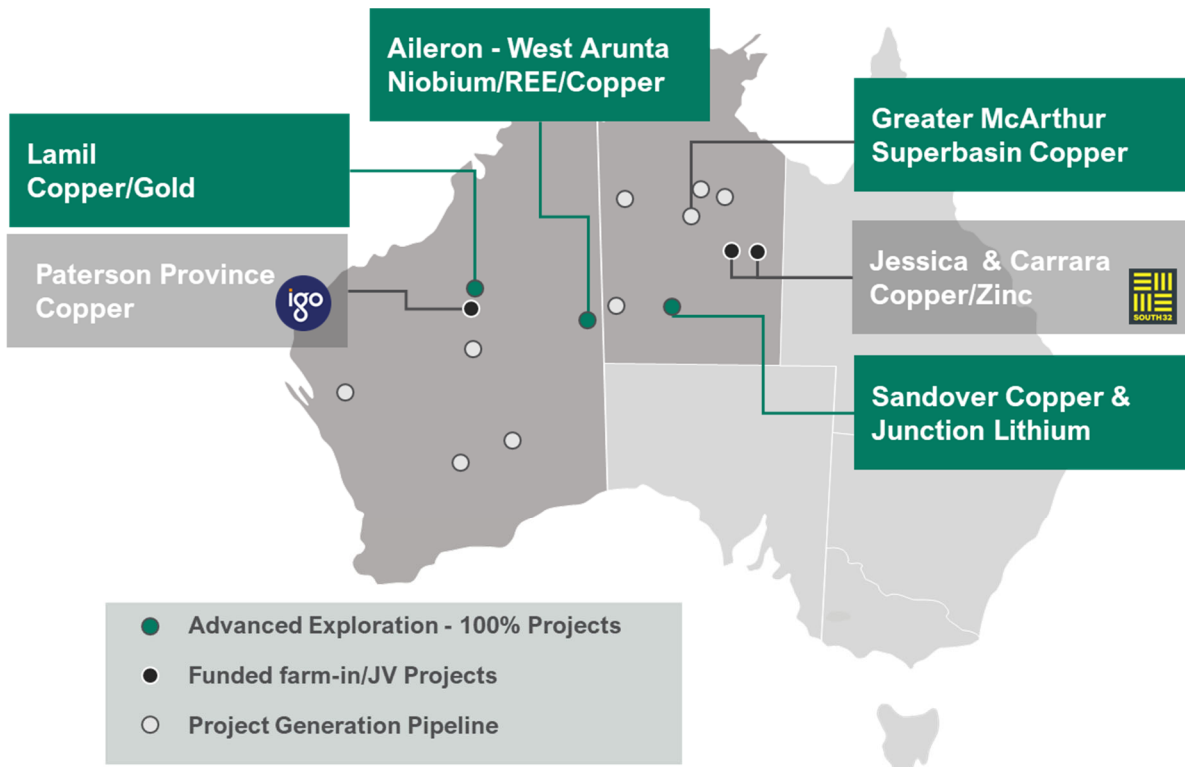 Aileron - West Arunta
Niobium/REE/Copper
Lamil
Copper/Gold
Greater McArthur
Superbasin Copper
Paterson Province
Copper
igo
Jessica & Carrara
Copper/Zinc
SOUTH32
Sandover Copper &
Junction Lithium
Advanced Exploration - 100% Projects
Funded farm-in/JV Projects
Project Generation Pipeline